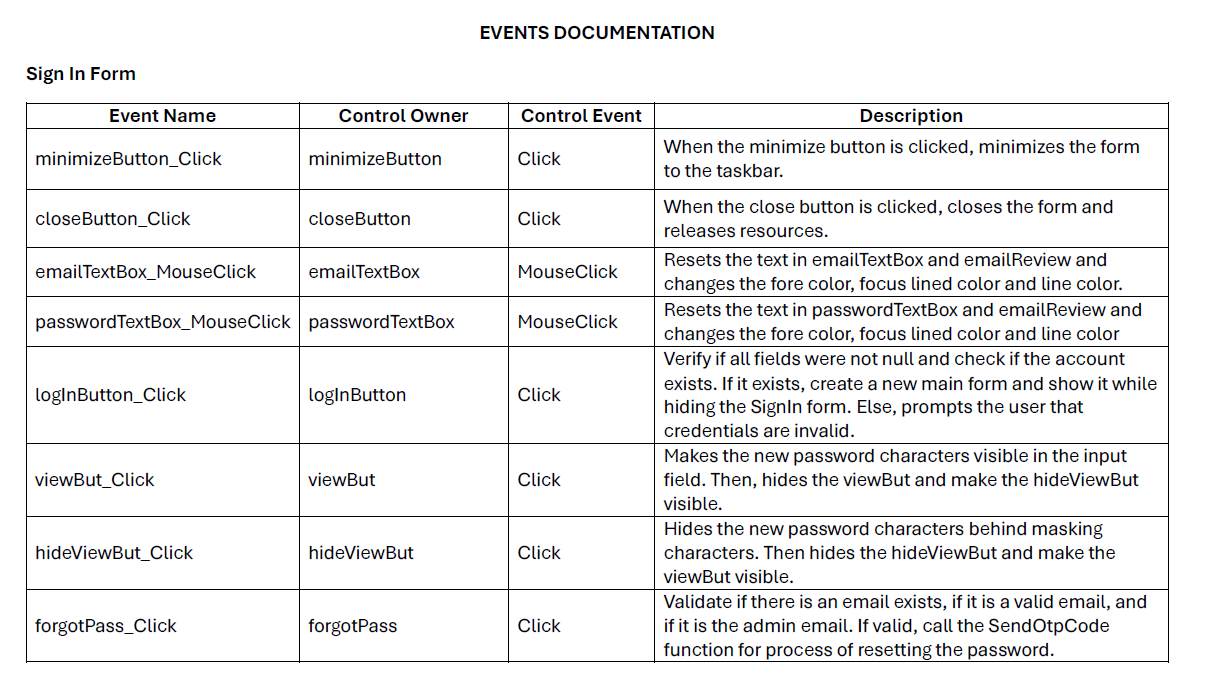 EVENTS DOCUMENTATION
Sign In Form
Event Name Control Owner Control Event Description
minimizeButton_Click minimizeButton Click When the minimize button is clicked, minimizes the form
to the taskbar.
closeButton_Click closeButton Click When the close button is clicked, closes the form and
releases resources.
emailTextBox_MouseClick emailTextBox MouseClick Resets the text in emailTextBox and emailReview and
changes the fore color, focus lined color and line color.
passwordTextBox_MouseClick passwordTextBox MouseClick Resets the text in passwordTextBox and emailReview and
changes the fore color, focus lined color and line color
logInButton_Click logInButton Click Verify if all fields were not null and check if the account
exists. If it exists, create a new main form and show it while
hiding the SignIn form. Else, prompts the user that
credentials are invalid.
viewBut_Click viewBut Click Makes the new password characters visible in the input
field. Then, hides the viewBut and make the hideViewBut
visible.
hideViewBut_Click hideViewBut Click Hides the new password characters behind masking
characters. Then hides the hideViewBut and make the
viewBut visible.
forgotPass_Click forgotPass Click Validate if there is an email exists, if it is a valid email, and
if it is the admin email. If valid, call the SendOtpCode
function for process of resetting the password.